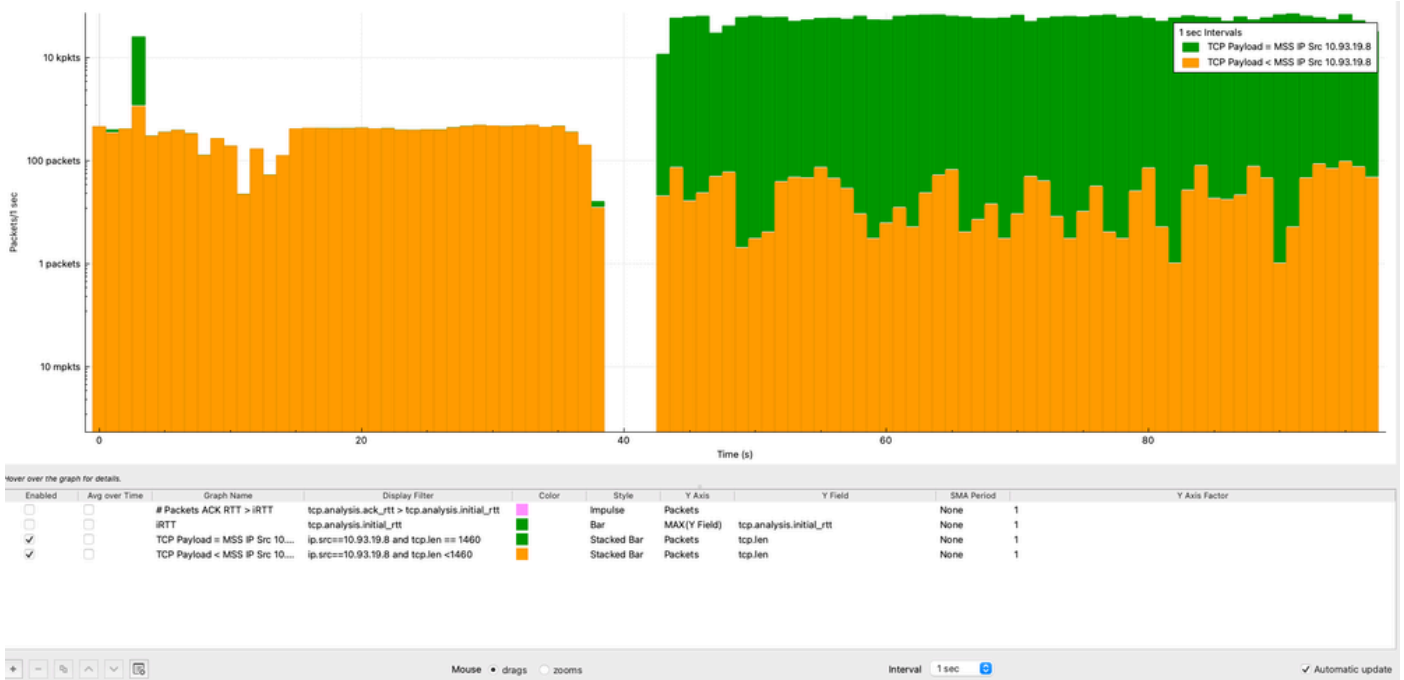 1 sec Intervals
TCP Payload = MSS IP Src 10.93.19.8
TCP Payload < MSS IP Src 10.93.19.8
10 kpkts
100 packets
1 packets
10 mpkts
Packets/1 sec
0 20 40 60 80
Time (s)
Hover over the graph for details.
Enabled Avg over Time Graph Name Display Filter Color Style Y Axis Y Field SMA Period Y Axis Factor
# Packets ACK RTT > iRTT tcp.analysis.ack_rtt > tcp.analysis.initial_rtt Impulse Packets None 1
iRTT tcp.analysis.initial_rtt Bar MAX(Y Field) tcp.analysis.initial_rtt None 1
TCP Payload = MSS IP Src 10.... ip.src==10.93.19.8 and tcp.len == 1460 Stacked Bar Packets tcp.len None 1
TCP Payload < MSS IP Src 10.... ip.src==10.93.19.8 and tcp.len <1460 Stacked Bar Packets tcp.len None 1
Mouse drags zooms Interval 1 sec Automatic update